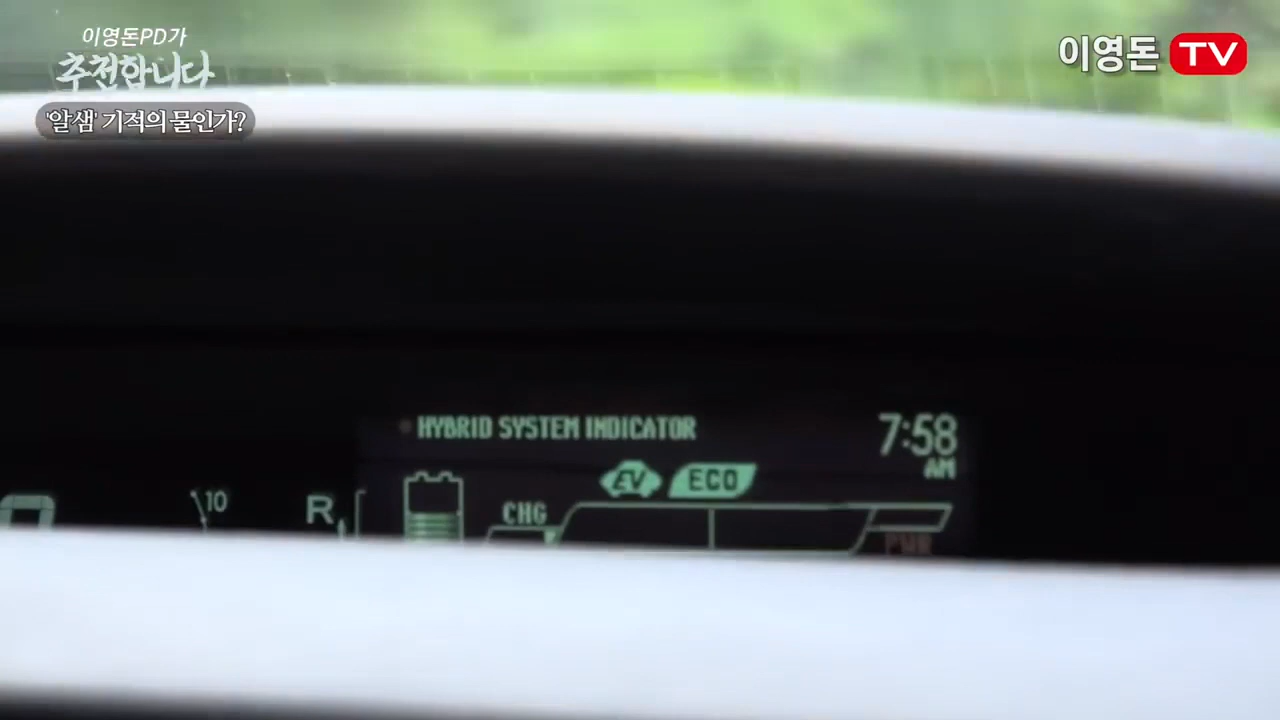 이영돈PD가
추천합니다
'알샘' 기적의 물인가?
이영돈 TV
HYBRID SYSTEM INDICATOR
7:58
AM
EV ECO
10
R
CHG
PWR